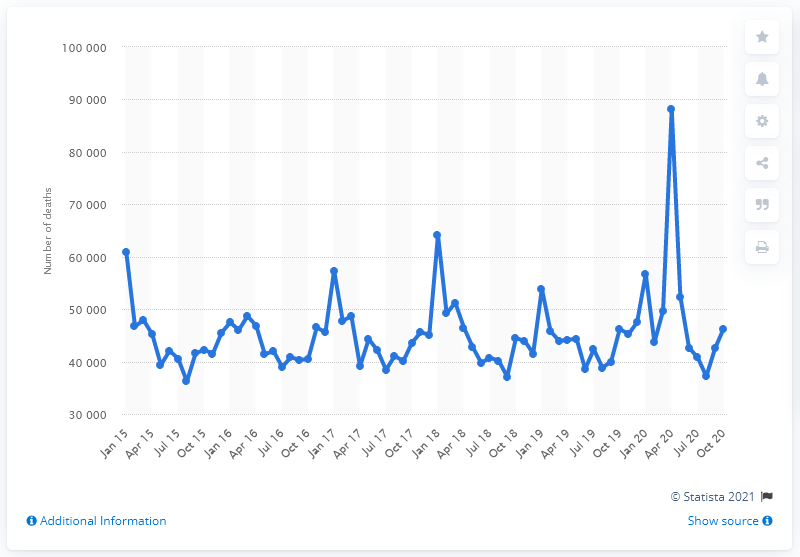 100 000
90 000
80 000
70 000
60 000
50 000
40 000
30 000
Number of deaths
Jan 15
Apr 15
Jul 15
Oct 15
Jan 16
Apr 16
Jul 16
Oct 16
Jan 17
Apr 17
Jul 17
Oct 17
Jan 18
Apr 18
Jul 18
Oct 18
Jan 19
Apr 19
Jul 19
Oct 19
Jan 20
Apr 20
Jul 20
Oct 20
© Statista 2021
Additional Information
Show source